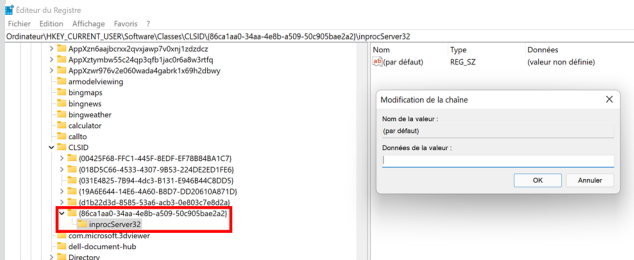 Éditeur du Registre
Fichier Edition Affichage Favoris ?
Ordinateur\HKEY_CURRENT_USER\Software\Classes\CLSID\{86ca1aa0-34aa-4e8b-a509-50c905bae2a2}\inprocServer32
AppXzn6aajbcrxx2qvxjawp7v0xnj1zdzdcz
AppXztymbw55c24qp3qfb1jac0r6a8w3rtfq
AppXzwr976v2e060wada4gabrk1x69h2dbwy
armodelviewing
bingmaps
bingnews
bingweather
calculator
callto
CLSID
{00425F68-FFC1-445F-8EDF-EF78B84BA1C7}
{018D5C66-4533-4307-9B53-224DE2ED1FE6}
{031E4825-7B94-4dc3-B131-E946B44C8DD5}
{19A6E644-14E6-4A60-B8D7-DD20610A871D}
{d1b22d3d-8585-53a6-acb3-0e803c7e8d2a}
{86ca1aa0-34aa-4e8b-a509-50c905bae2a2}
inprocServer32
com.microsoft.3dviewer
dell-document-hub
Directory
Nom Type Données
ab (par défaut) REG_SZ (valeur non définie)
Modification de la chaîne
Nom de la valeur :
(par défaut)
Données de la valeur :
OK Annuler